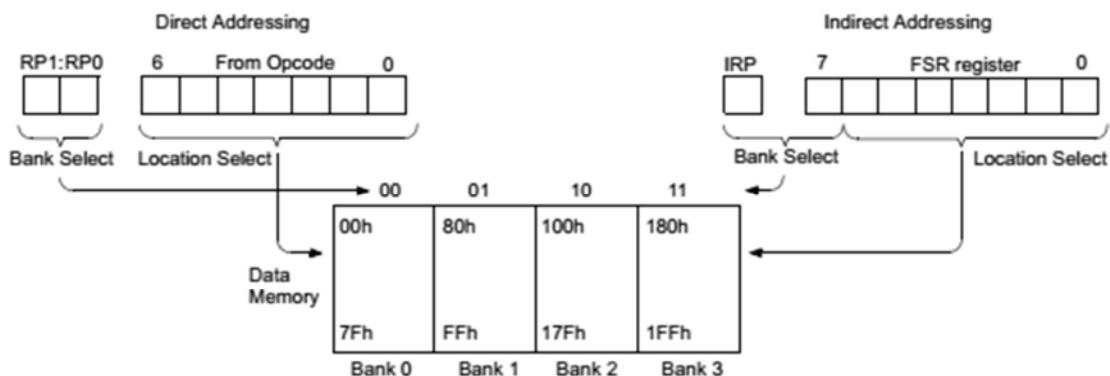 Direct Addressing
Indirect Addressing
RP1:RP0 6 From Opcode 0
IRP 7 FSR register 0
Bank Select Location Select
Bank Select Location Select
00 01 10 11
00h 80h 100h 180h
Data
Memory
7Fh FFh 17Fh 1FFh
Bank 0 Bank 1 Bank 2 Bank 3